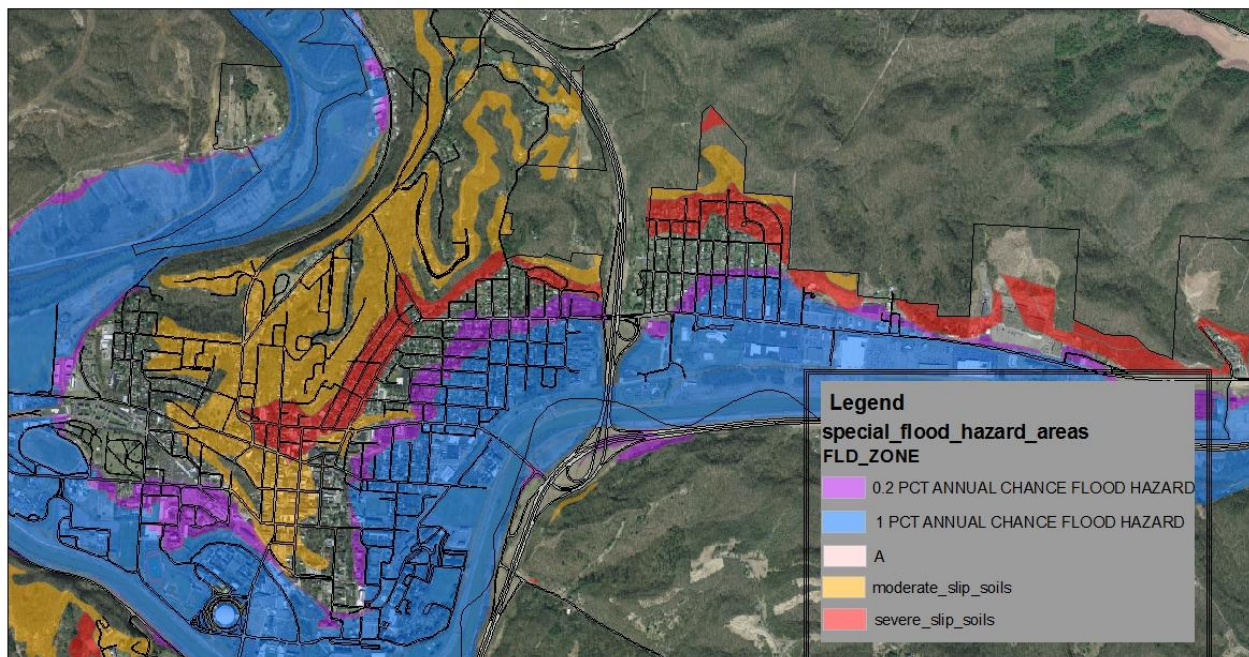 Legend
special_flood_hazard_areas
FLD_ZONE
0.2 PCT ANNUAL CHANCE FLOOD HAZARD
1 PCT ANNUAL CHANCE FLOOD HAZARD
A
moderate_slip_soils
severe_slip_soils